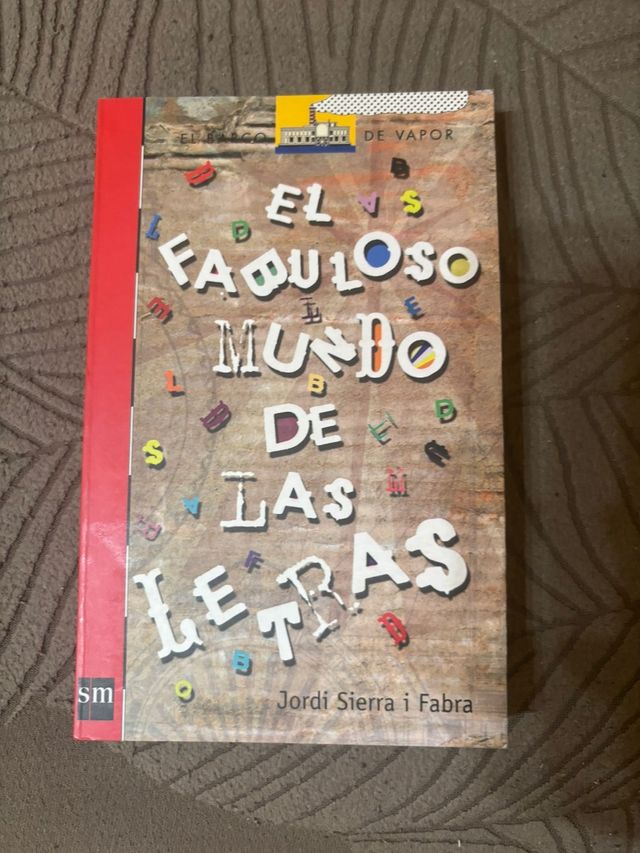 EL BARCO DE VAPOR
EL
FABULOSO
MUNDO
DE
LAS
LETRAS
Jordi Sierra i Fabra
sm